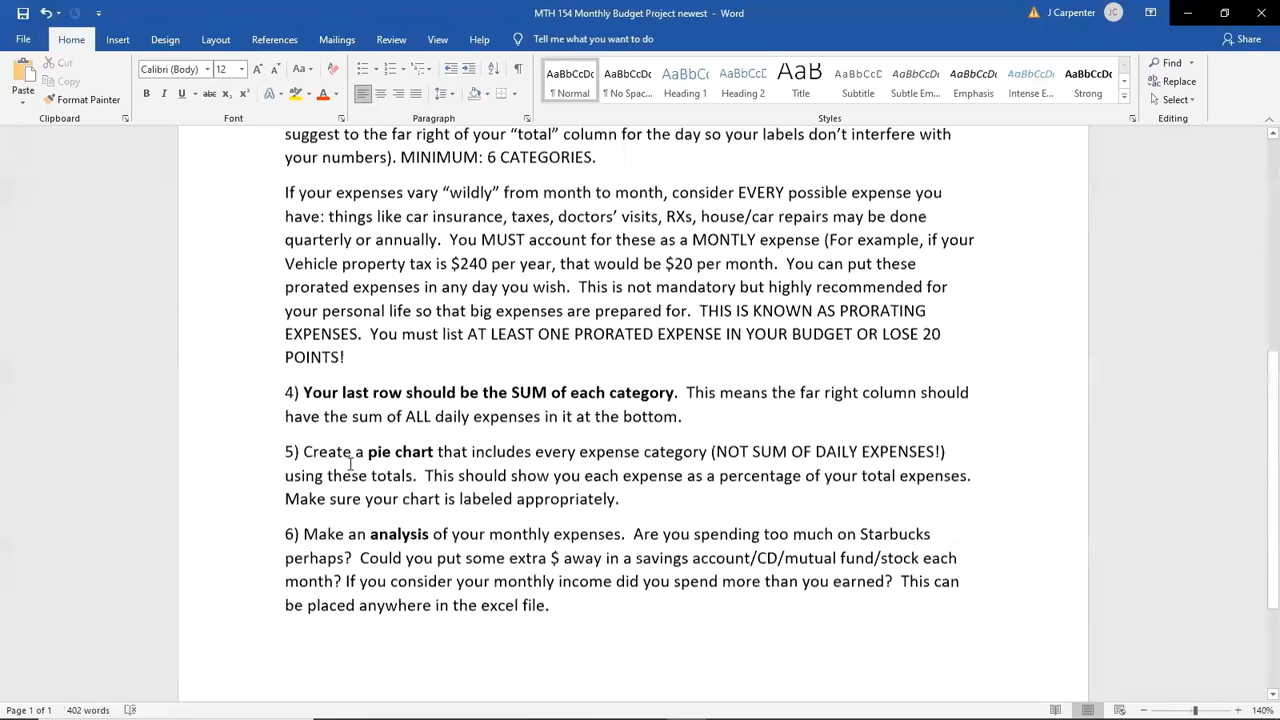 MTH 154 Monthly Budget Project newest - Word
J Carpenter
JC
File
Home
Insert
Design
Layout
References
Mailings
Review
View
Help
Tell me what you want to do
Share
Paste
Cut
Copy
Format Painter
Clipboard
Calibri (Body)
12
Font
Paragraph
AaBbCcDc
¶ Normal
AaBbCcDc
¶ No Spac...
AaBbCc
Heading 1
AaBbCcD
Heading 2
AaB
Title
AaBbCcD
Subtitle
AaBbCcDc
Subtle Em...
AaBbCcDc
Emphasis
AaBbCcDc
Intense E...
AaBbCcDc
Strong
Styles
Find
Replace
Select
Editing
suggest to the far right of your “total” column for the day so your labels don’t interfere with
your numbers). MINIMUM: 6 CATEGORIES.
If your expenses vary “wildly” from month to month, consider EVERY possible expense you
have: things like car insurance, taxes, doctors’ visits, RXs, house/car repairs may be done
quarterly or annually. You MUST account for these as a MONTLY expense (For example, if your
Vehicle property tax is $240 per year, that would be $20 per month. You can put these
prorated expenses in any day you wish. This is not mandatory but highly recommended for
your personal life so that big expenses are prepared for. THIS IS KNOWN AS PRORATING
EXPENSES. You must list AT LEAST ONE PRORATED EXPENSE IN YOUR BUDGET OR LOSE 20
POINTS!
4) Your last row should be the SUM of each category. This means the far right column should
have the sum of ALL daily expenses in it at the bottom.
5) Create a pie chart that includes every expense category (NOT SUM OF DAILY EXPENSES!)
using these totals. This should show you each expense as a percentage of your total expenses.
Make sure your chart is labeled appropriately.
6) Make an analysis of your monthly expenses. Are you spending too much on Starbucks
perhaps? Could you put some extra $ away in a savings account/CD/mutual fund/stock each
month? If you consider your monthly income did you spend more than you earned? This can
be placed anywhere in the excel file.
Page 1 of 1
402 words
140%